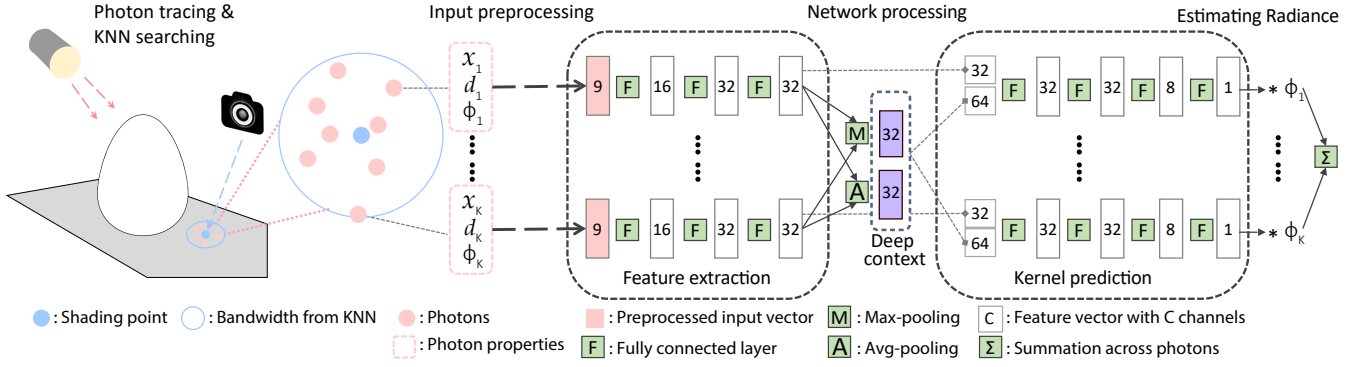 Photon tracing &
KNN searching
Input preprocessing
Network processing
Estimating Radiance
x1
d1
ϕ1
9 F 16 F 32 F 32
M
32
32
64
F 32 F 32 F 8 F 1
* ϕ1
Σ
xK
dK
ϕK
9 F 16 F 32 F 32
A
32
32
64
F 32 F 32 F 8 F 1
* ϕK
Deep
context
Feature extraction
Kernel prediction
: Shading point
: Bandwidth from KNN
: Photons
: Preprocessed input vector
M : Max-pooling
C : Feature vector with C channels
: Photon properties
F : Fully connected layer
A : Avg-pooling
Σ : Summation across photons